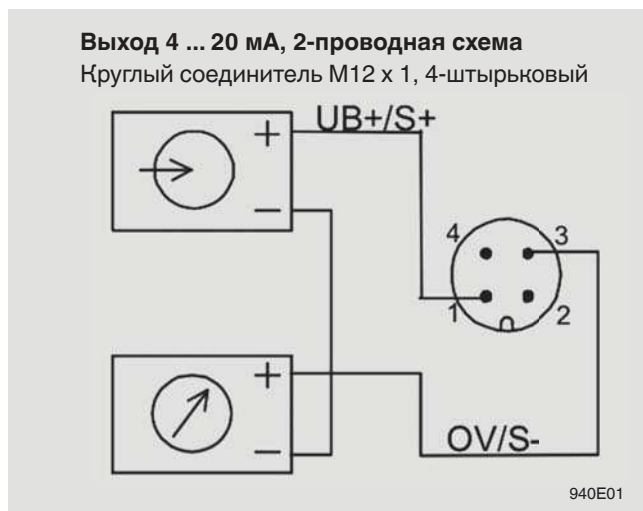 Выход 4 ... 20 мА, 2-проводная схема
Круглый соединитель M12 x 1, 4-штырьковый
UB+/S+
+
−
4
3
1
2
+
−
OV/S-
940E01